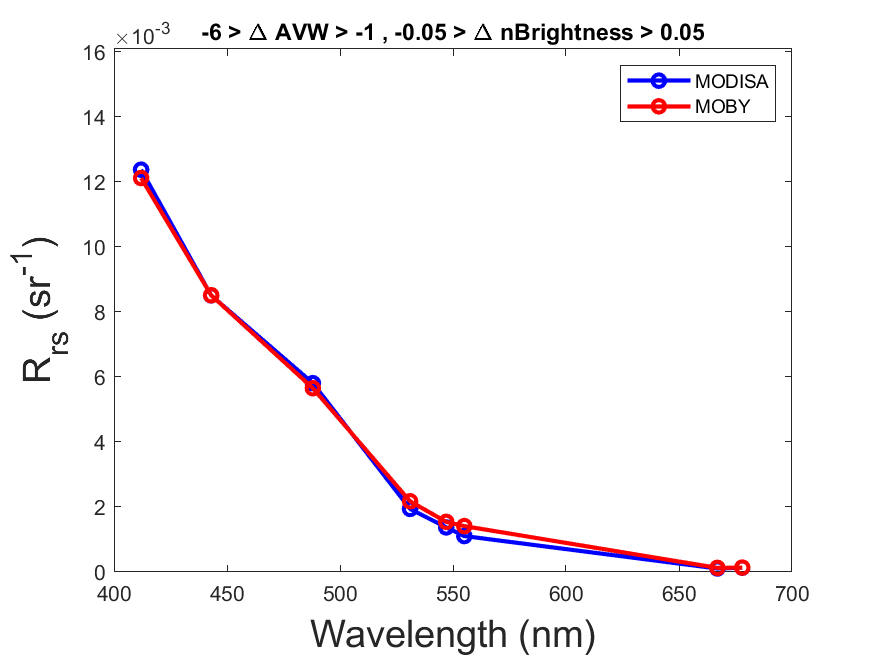 ×10⁻³
-6 > Δ AVW > -1 , -0.05 > Δ nBrightness > 0.05
16
14
12
10
8
6
4
2
0
R_rs (sr⁻¹)
MODISA
MOBY
400 450 500 550 600 650 700
Wavelength (nm)